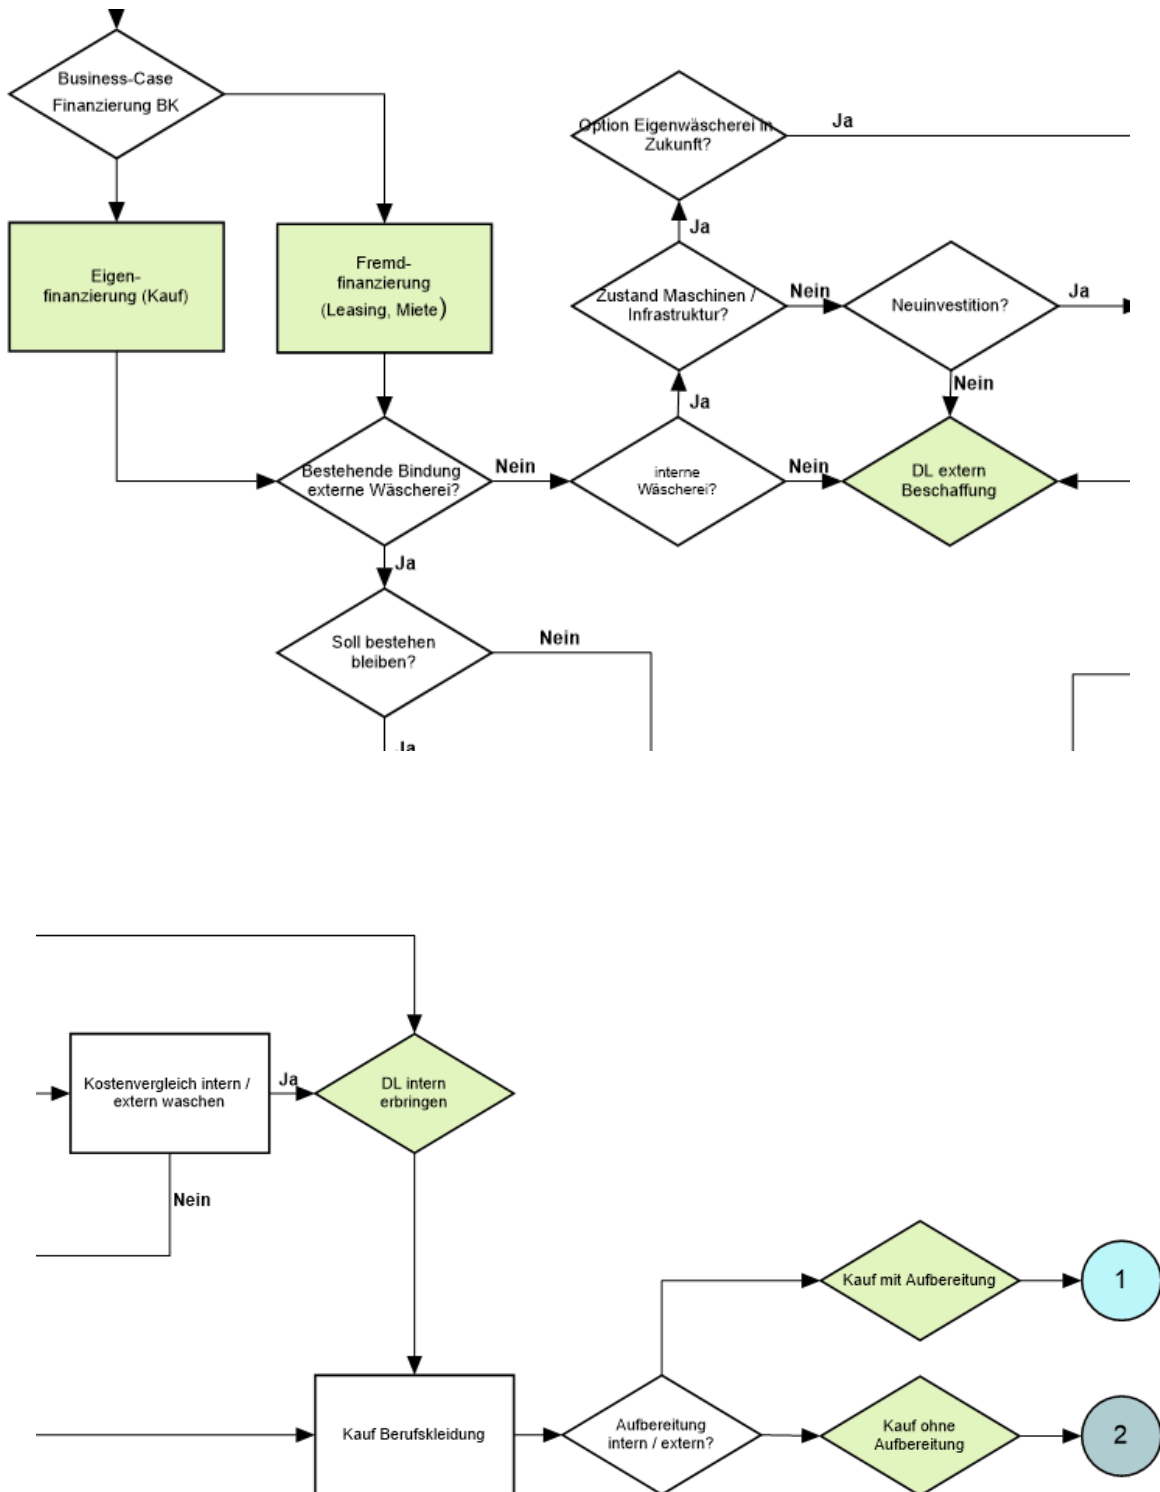 Business-Case
Finanzierung BK
Eigen-
finanzierung (Kauf)
Fremd-
finanzierung
(Leasing, Miete)
Option Eigenwäscherei in
Zukunft?
Ja
Ja
Zustand Maschinen /
Infrastruktur?
Nein
Neuinvestition?
Ja
Ja
Nein
Bestehende Bindung
externe Wäscherei?
Nein
interne
Wäscherei?
Nein
DL extern
Beschaffung
Ja
Soll bestehen
bleiben?
Nein
Ja
Kostenvergleich intern /
extern waschen
Ja
DL intern
erbringen
Nein
Kauf mit Aufbereitung
1
Kauf Berufskleidung
Aufbereitung
intern / extern?
Kauf ohne
Aufbereitung
2